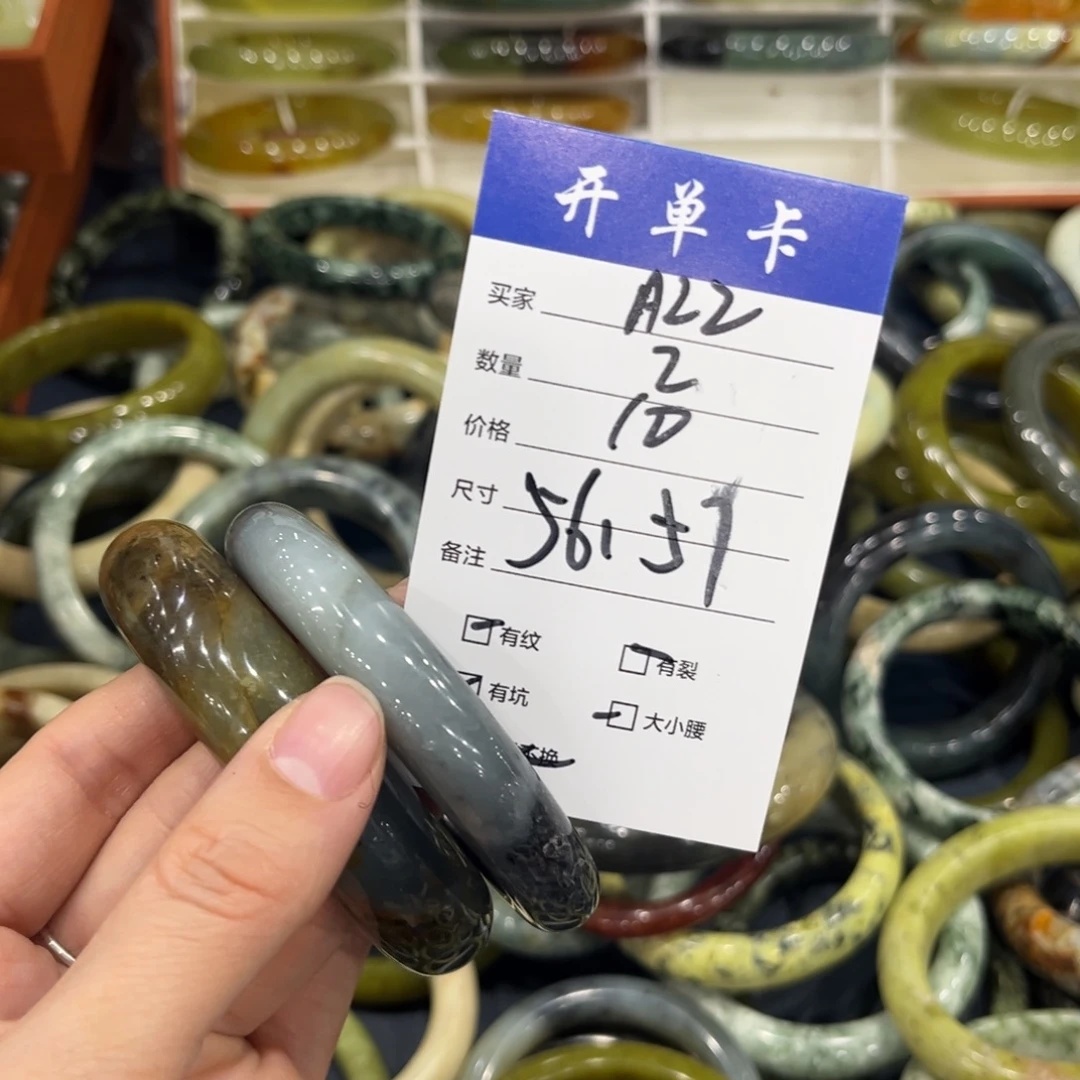 开单卡
买家 A22
数量 2
价格 10
尺寸 56, 57
备注
有纹 有裂
有坑 大小腰
换